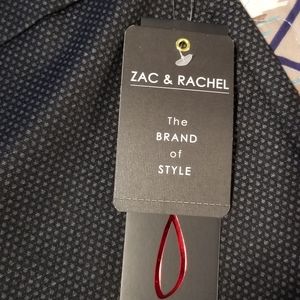 ZAC & RACHEL
The
BRAND
of
STYLE